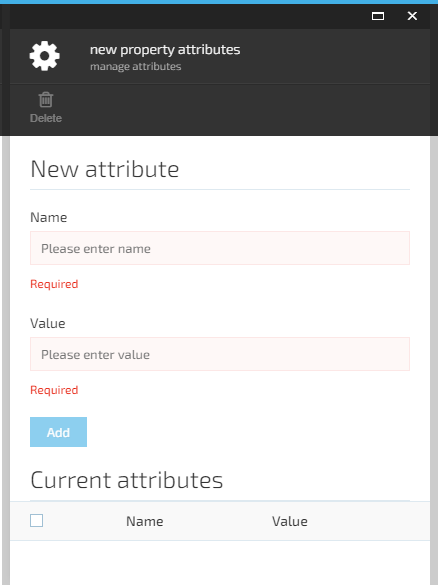 new property attributes
manage attributes
Delete
New attribute
Name
Please enter name
Required
Value
Please enter value
Required
Add
Current attributes
Name Value